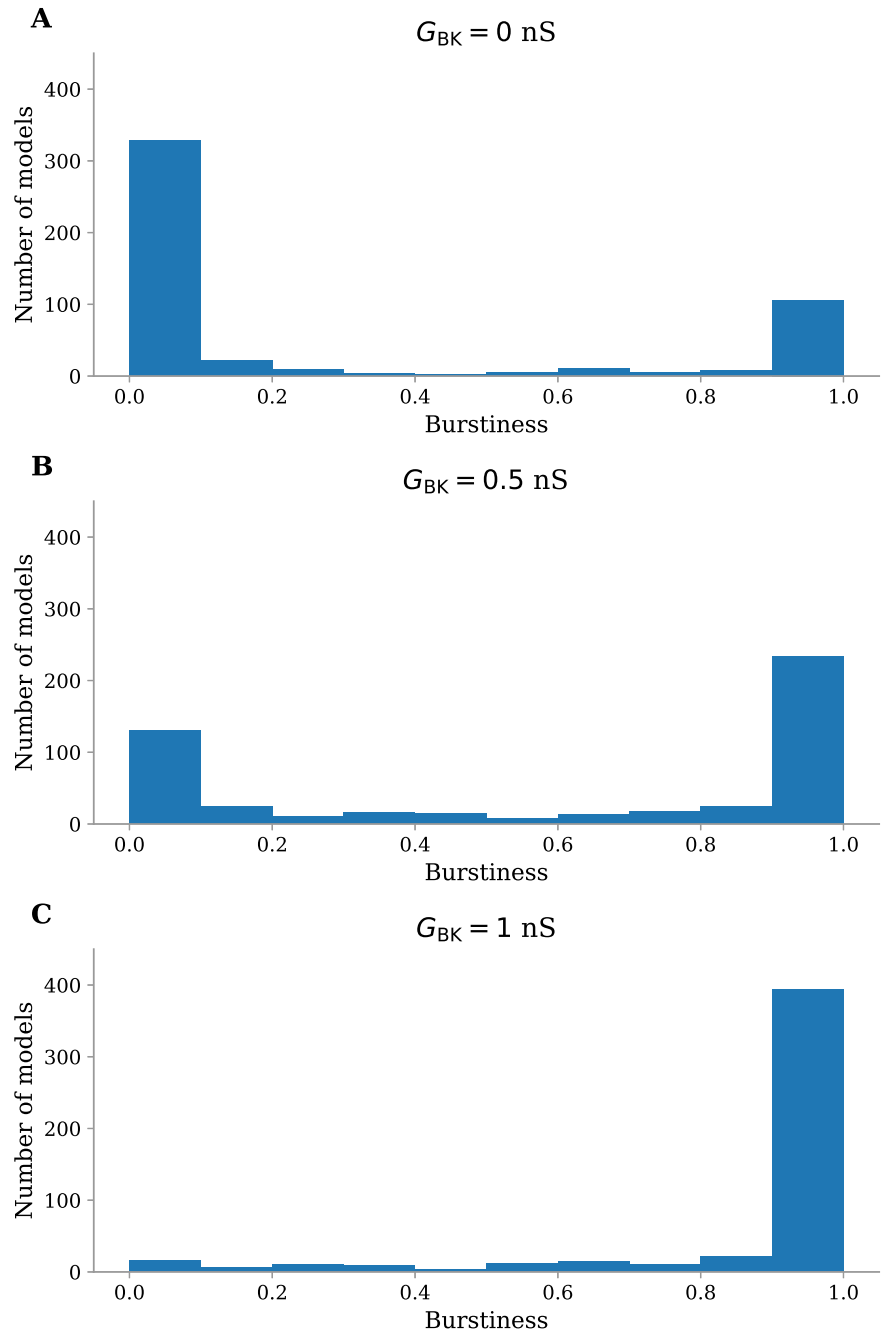 A
G_BK = 0 nS
Number of models
400
300
200
100
0
0.0 0.2 0.4 0.6 0.8 1.0
Burstiness
B
G_BK = 0.5 nS
Number of models
400
300
200
100
0
0.0 0.2 0.4 0.6 0.8 1.0
Burstiness
C
G_BK = 1 nS
Number of models
400
300
200
100
0
0.0 0.2 0.4 0.6 0.8 1.0
Burstiness